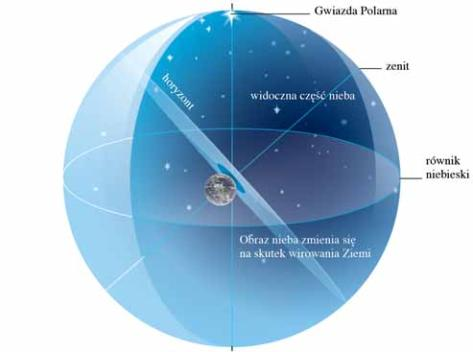 Gwiazda Polarna
zenit
horyzont
widoczna część nieba
równik
niebieski
Obraz nieba zmienia się
na skutek wirowania Ziemi